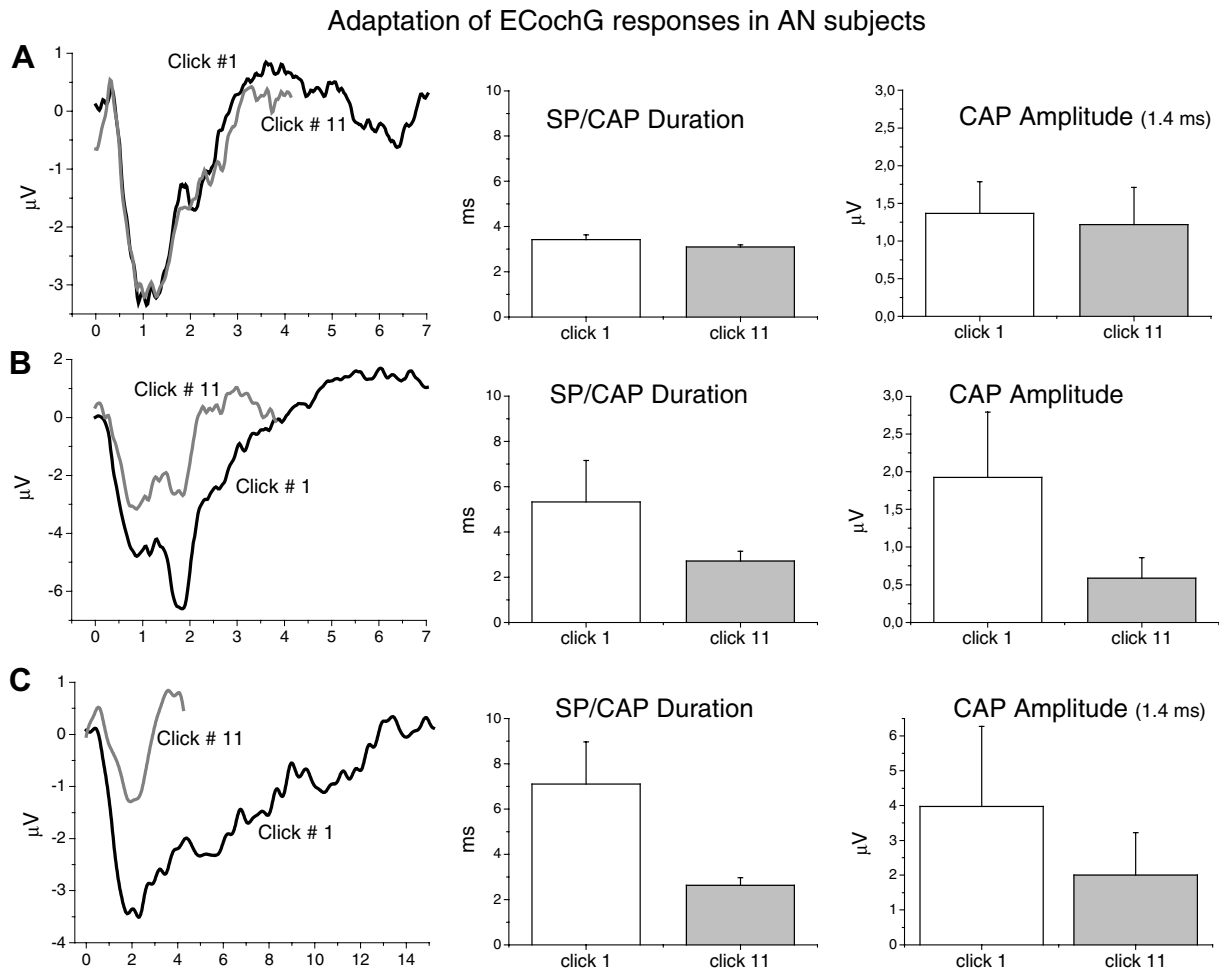 Adaptation of ECochG responses in AN subjects
A
1
0
-1
-2
-3
µV
Click #1
Click # 11
0 1 2 3 4 5 6 7
SP/CAP Duration
10
8
6
4
2
0
ms
click 1 click 11
CAP Amplitude (1.4 ms)
3,0
2,5
2,0
1,5
1,0
0,5
0,0
µV
click 1 click 11
B
2
0
-2
-4
-6
µV
Click # 11
Click # 1
0 1 2 3 4 5 6 7
SP/CAP Duration
10
8
6
4
2
0
ms
click 1 click 11
CAP Amplitude
3,0
2,5
2,0
1,5
1,0
0,5
0,0
µV
click 1 click 11
C
1
0
-1
-2
-3
-4
µV
Click # 11
Click # 1
0 2 4 6 8 10 12 14
SP/CAP Duration
10
8
6
4
2
0
ms
click 1 click 11
CAP Amplitude (1.4 ms)
6
5
4
3
2
1
0
µV
click 1 click 11